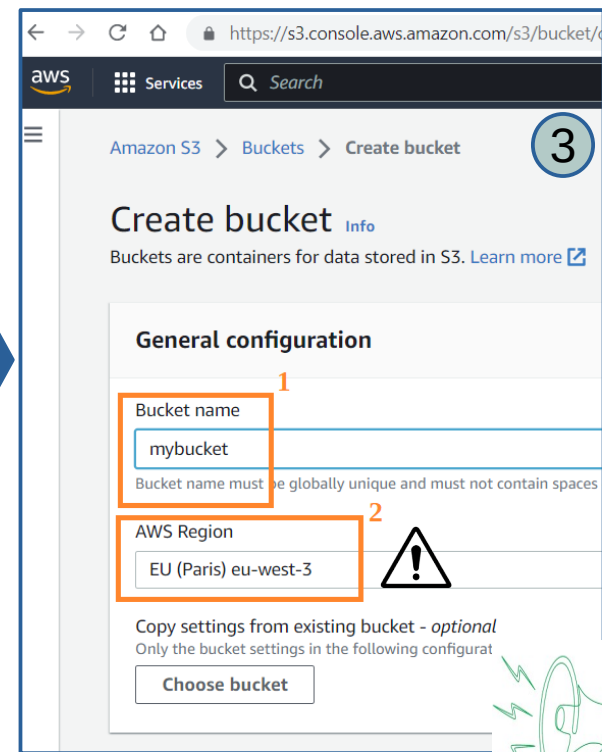 https://s3.console.aws.amazon.com/s3/bucket/
aws
Services
Search
Amazon S3 > Buckets > Create bucket
3
Create bucket Info
Buckets are containers for data stored in S3. Learn more
General configuration
1
Bucket name
mybucket
Bucket name must be globally unique and must not contain spaces
2
AWS Region
EU (Paris) eu-west-3
!
Copy settings from existing bucket - optional
Only the bucket settings in the following configurat
Choose bucket